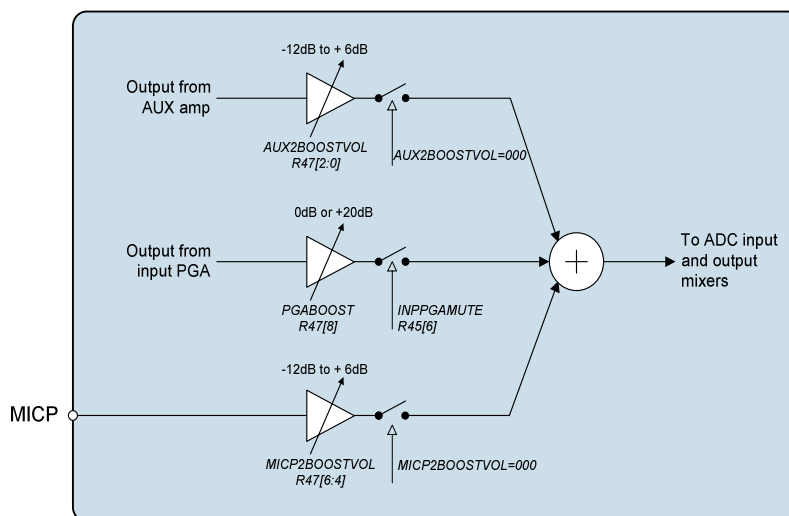 -12dB to + 6dB
Output from
AUX amp
AUX2BOOSTVOL
R47[2:0]
AUX2BOOSTVOL=000
0dB or +20dB
Output from
input PGA
PGABOOST
R47[8]
INPPGAMUTE
R45[6]
+
To ADC input
and output
mixers
-12dB to + 6dB
MICP
MICP2BOOSTVOL
R47[6:4]
MICP2BOOSTVOL=000